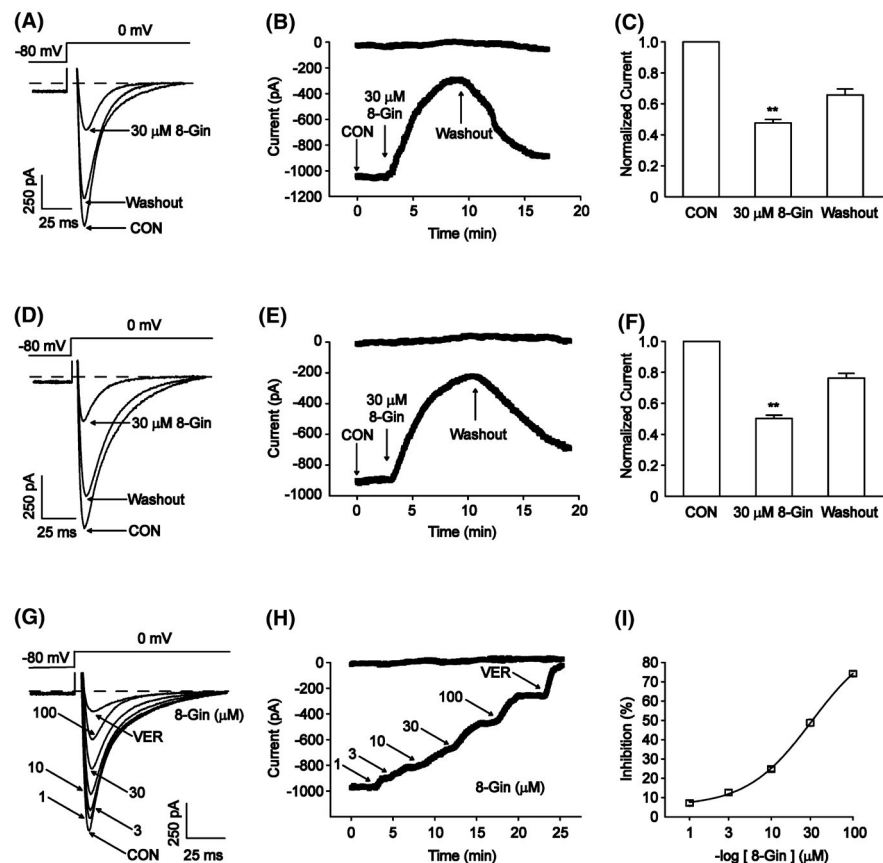 (A)
0 mV
-80 mV
30 µM 8-Gin
Washout
CON
250 pA
25 ms
(B)
Current (pA)
200
0
-200
-400
-600
-800
-1000
-1200
CON
30 µM
8-Gin
Washout
0 5 10 15 20
Time (min)
(C)
Normalized Current
1.0
0.8
0.6
0.4
0.2
0
**
CON 30 µM 8-Gin Washout
(D)
0 mV
-80 mV
30 µM 8-Gin
Washout
CON
250 pA
25 ms
(E)
Current (pA)
200
0
-200
-400
-600
-800
-1000
CON
30 µM
8-Gin
Washout
0 5 10 15 20
Time (min)
(F)
Normalized Current
1.0
0.8
0.6
0.4
0.2
0
**
CON 30 µM 8-Gin Washout
(G)
0 mV
-80 mV
8-Gin (µM)
100
VER
10
30
1
3
CON
250 pA
25 ms
(H)
Current (pA)
200
0
-200
-400
-600
-800
-1000
VER
100
30
10
3
1
8-Gin (µM)
0 5 10 15 20 25
Time (min)
(I)
Inhibition (%)
80
70
60
50
40
30
20
10
0
1 3 10 30 100
-log [ 8-Gin ] (µM)